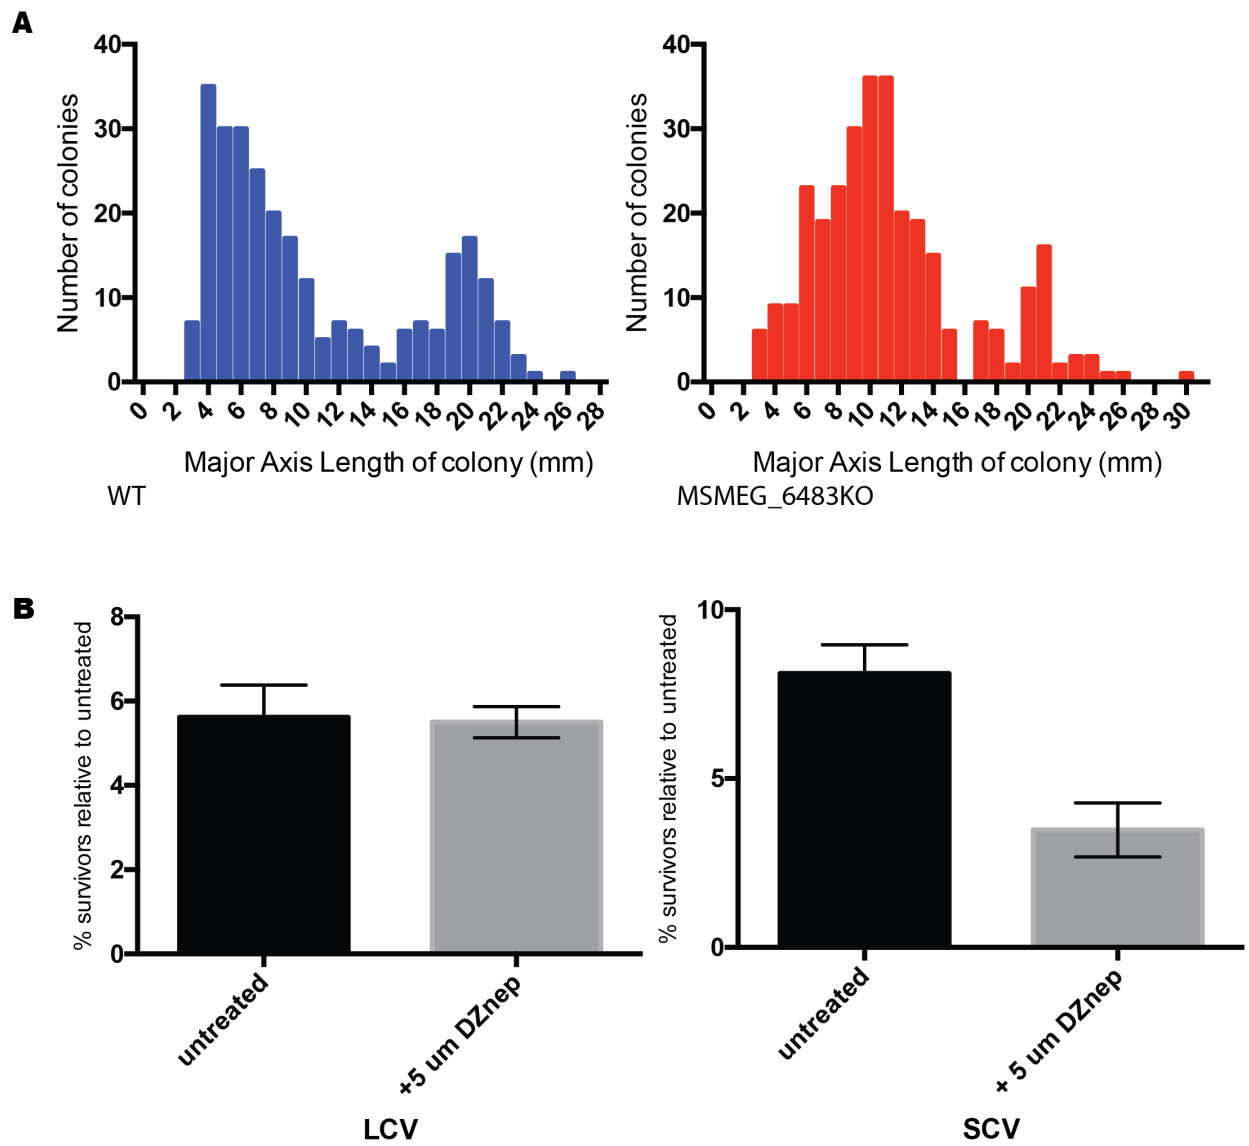 A
40
30
20
10
0
Number of colonies
0 2 4 6 8 10 12 14 16 18 20 22 24 26 28
Major Axis Length of colony (mm)
WT
40
30
20
10
0
Number of colonies
0 2 4 6 8 10 12 14 16 18 20 22 24 26 28 30
Major Axis Length of colony (mm)
MSMEG_6483KO
B
8
6
4
2
0
% survivors relative to untreated
untreated
+5 um DZnep
LCV
10
5
0
% survivors relative to untreated
untreated
+ 5 um DZnep
SCV